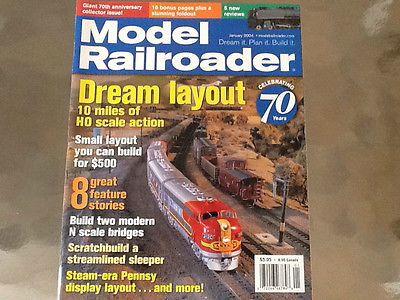 Giant 70th anniversary
collector issue!
16 bonus pages plus a
stunning foldout
5 new
reviews
January 2004 • modelrailroader.com
Dream it. Plan it. Build it.
Model
Railroader
Dream layout
10 miles of
HO scale action
CELEBRATING
70
Years
Small layout
you can build
for $500
8 great
feature
stories
Build two modern
N scale bridges
Scratchbuild a
streamlined sleeper
Steam-era Pennsy
display layout . . . and more!